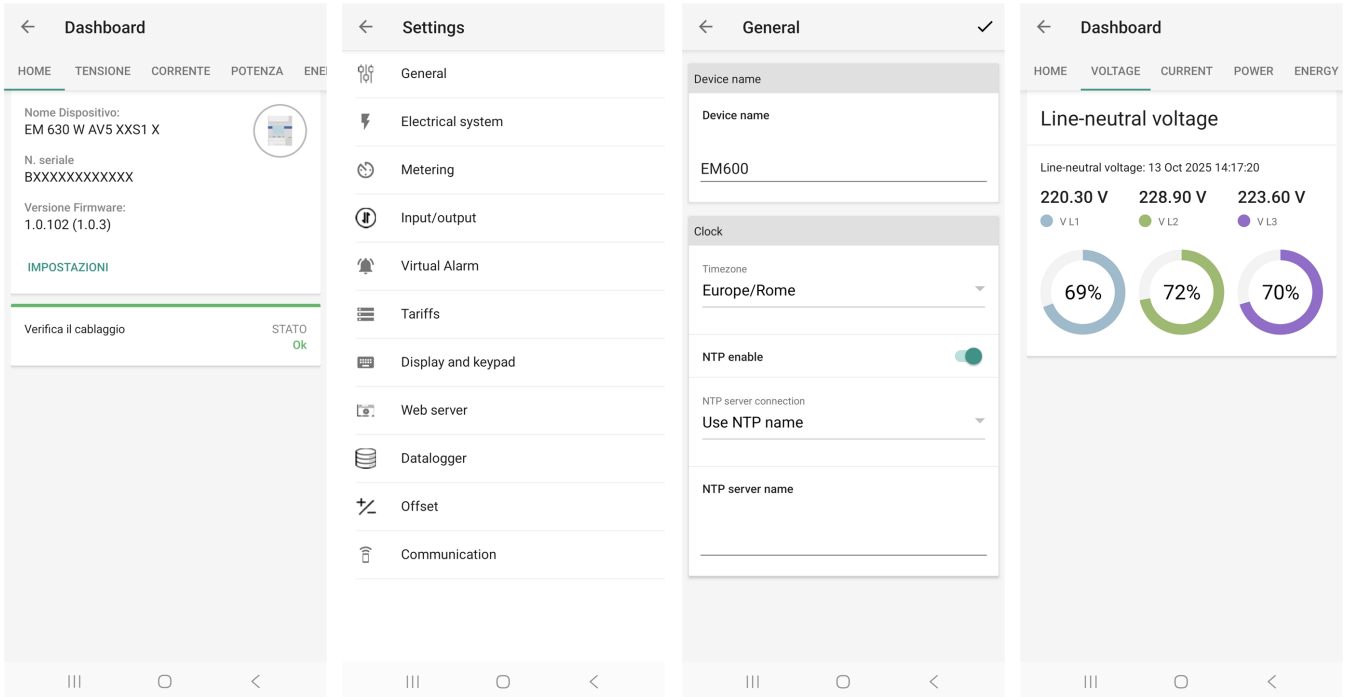 Dashboard
HOME TENSIONE CORRENTE POTENZA ENE
Nome Dispositivo:
EM 630 W AV5 XXS1 X
N. seriale
BXXXXXXXXXXXX
Versione Firmware:
1.0.102 (1.0.3)
IMPOSTAZIONI
Verifica il cablaggio
STATO
Ok
Settings
General
Electrical system
Metering
Input/output
Virtual Alarm
Tariffs
Display and keypad
Web server
Datalogger
Offset
Communication
General
Device name
Device name
EM600
Clock
Timezone
Europe/Rome
NTP enable
NTP server connection
Use NTP name
NTP server name
Dashboard
HOME VOLTAGE CURRENT POWER ENERGY
Line-neutral voltage
Line-neutral voltage: 13 Oct 2025 14:17:20
220.30 V 228.90 V 223.60 V
V L1 V L2 V L3
69% 72% 70%